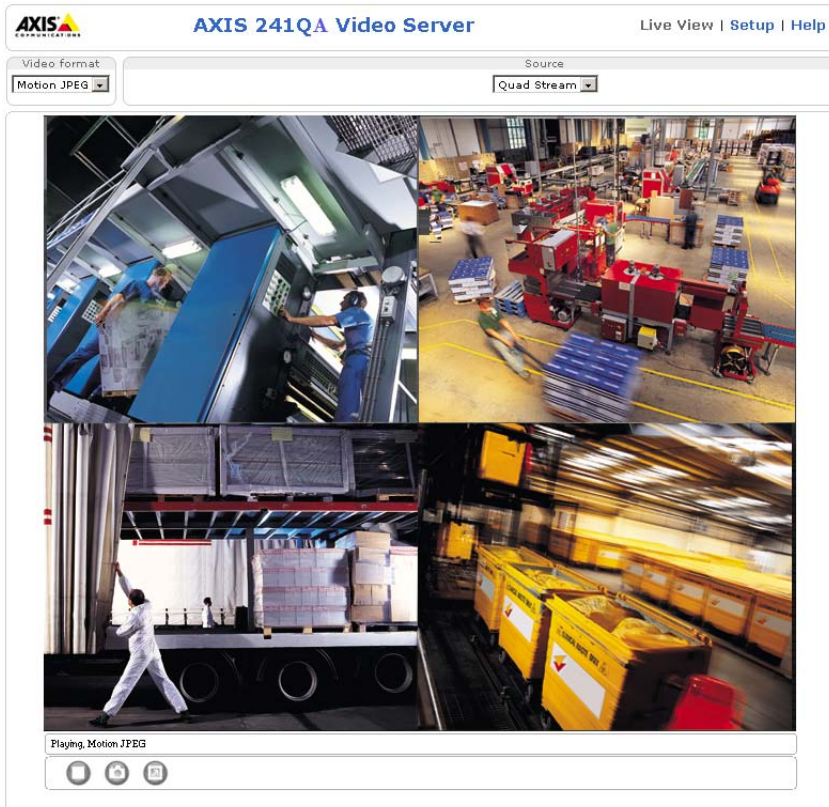 AXIS
COMMUNICATIONS
AXIS 241QA Video Server
Live View | Setup | Help
Video format
Motion JPEG
Source
Quad Stream
Playing, Motion JPEG